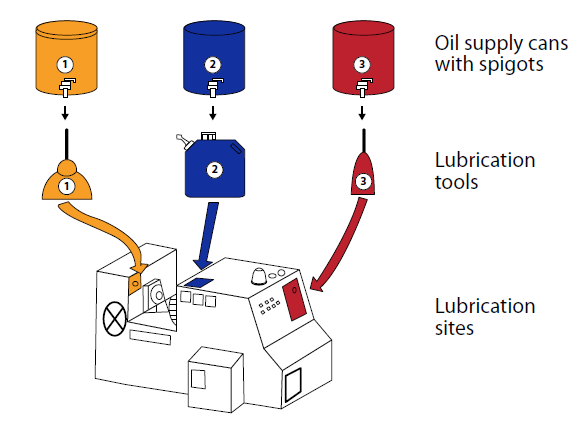 1
2
3
Oil supply cans
with spigots
1
2
3
Lubrication
tools
Lubrication
sites